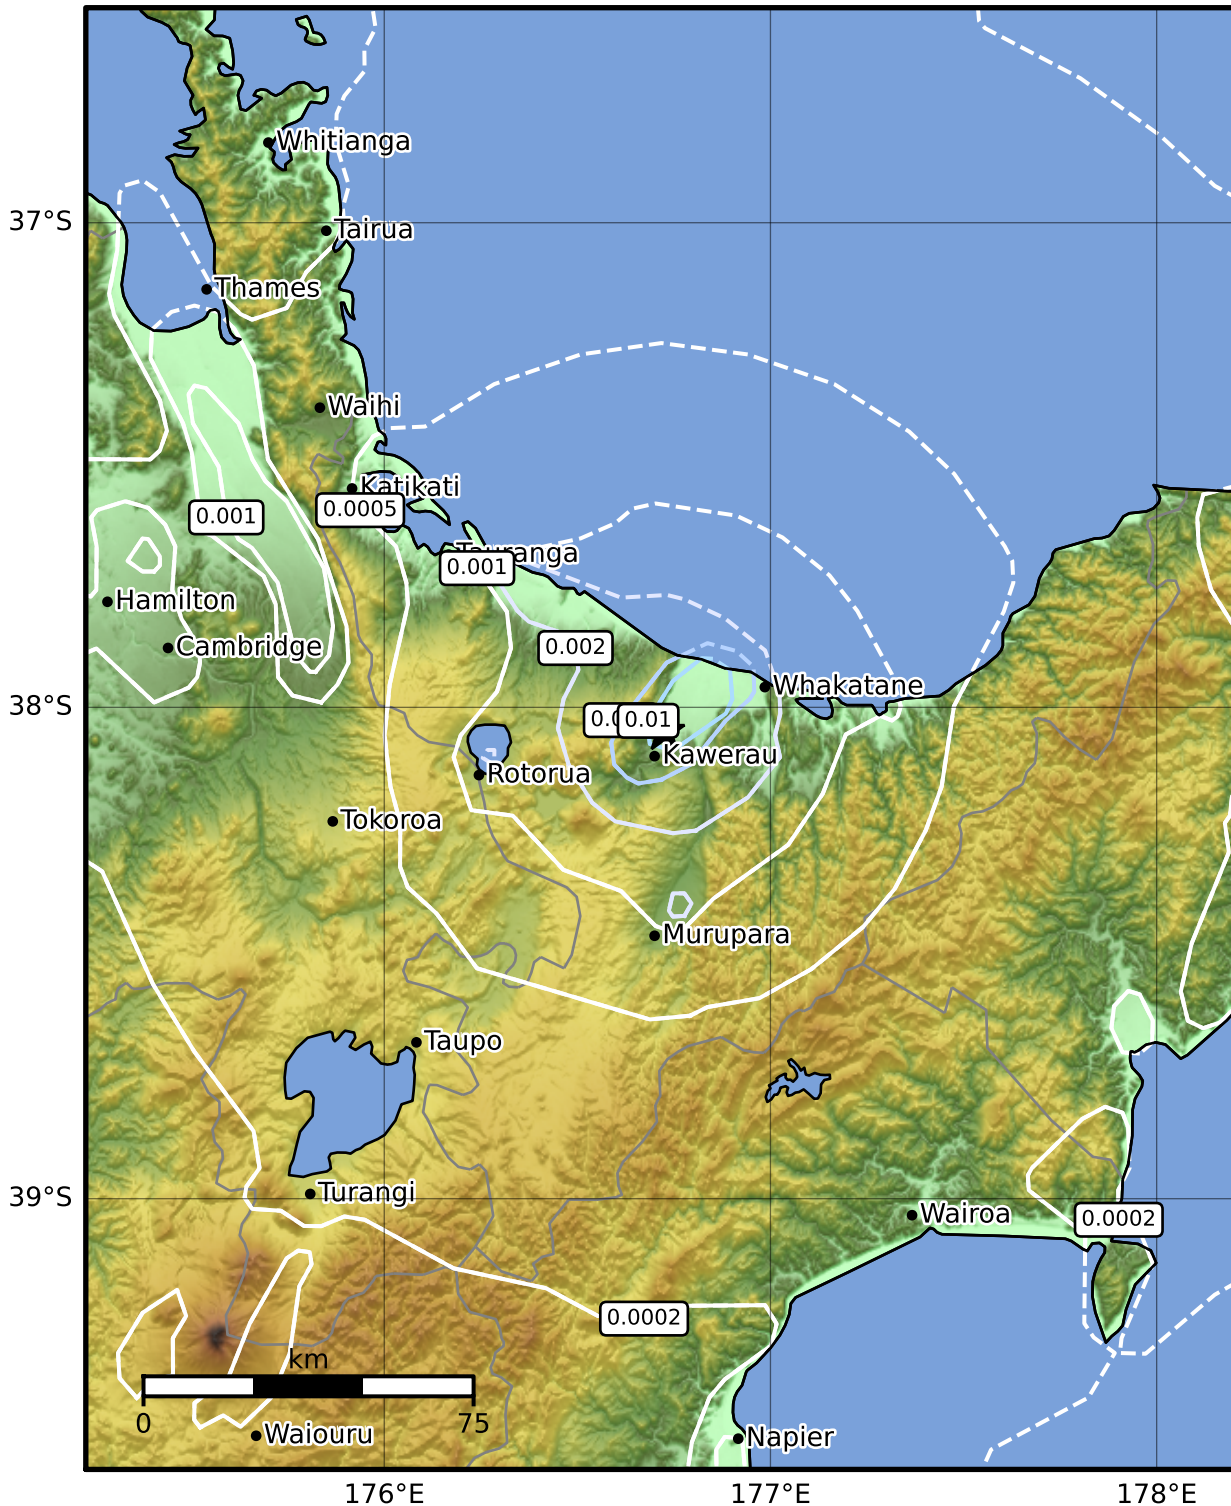 Whitianga
37°S
Tairua
Thames
Waihi
Katikati
0.0005
0.001
Tauranga
0.001
Hamilton
Cambridge
0.002
Whakatane
38°S
0.01
Kawerau
Rotorua
Tokoroa
Murupara
Taupo
39°S
Turangi
Wairoa
0.0002
0.0002
km
0
75
Waiouru
Napier
176°E
177°E
178°E